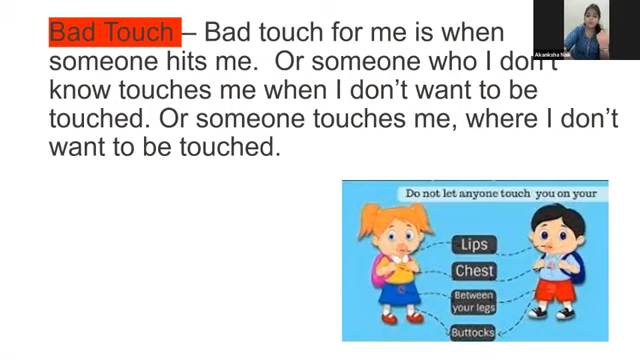 Bad Touch – Bad touch for me is when
someone hits me. Or someone who I don't
know touches me when I don't want to be
touched. Or someone touches me, where I don't
want to be touched.
Akanksha Naik
Do not let anyone touch you on your
Lips
Chest
Between
your legs
Buttocks